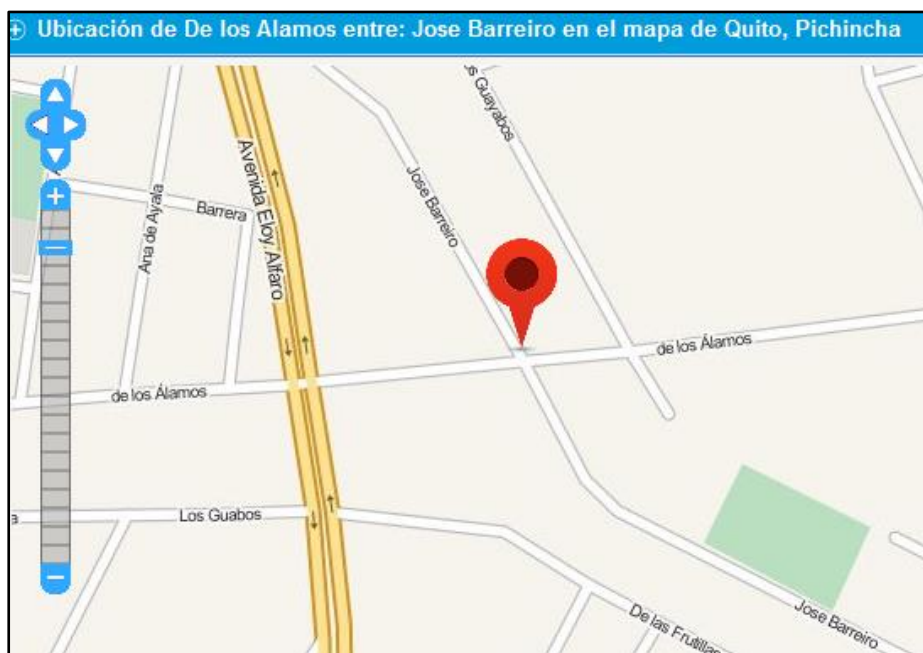 Ubicación de De los Alamos entre: Jose Barreiro en el mapa de Quito, Pichincha
os Guayabos
Jose Barreiro
Avenida Eloy Alfaro
Ana de Ayala
Barrera
de los Álamos
de los Álamos
Los Guabos
De las Frutillas
Jose Barreiro